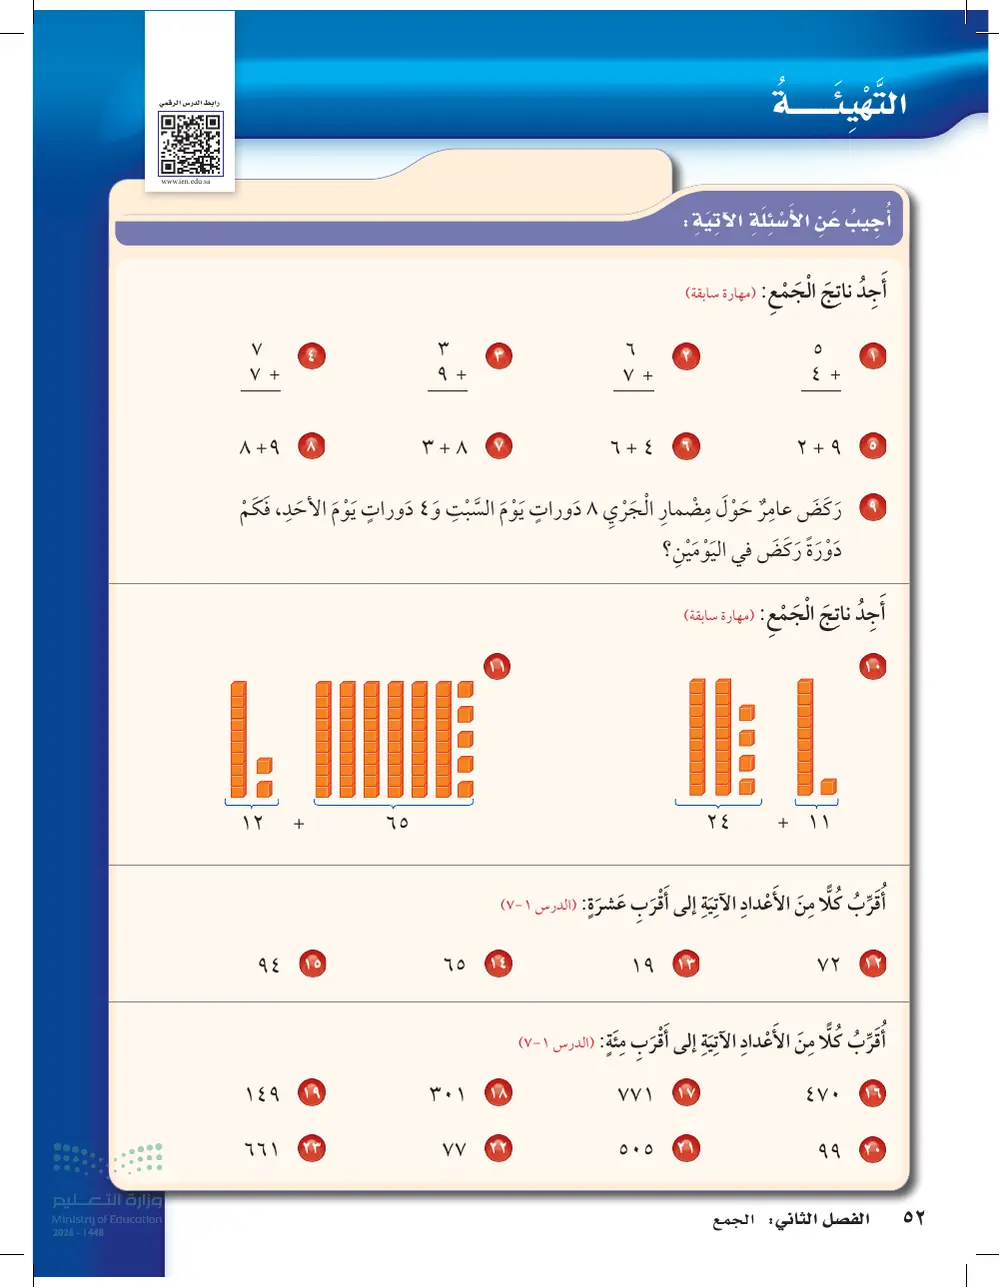 التَّهْيِئَـــــةُ
رابط الدرس الرقمي
www.ien.edu.sa
أُجِيبُ عَنِ الأَسْئِلَةِ الآتِيَةِ :
أَجِدُ ناتِجَ الْجَمْعِ: (مهارة سابقة)
١ ٥ + ٤
٢ ٦ + ٧
٣ ٣ + ٩
٤ ٧ + ٧
٥ ٩ + ٢
٦ ٤ + ٦
٧ ٨ + ٣
٨ ٩ + ٨
٩ رَكَضَ عامِرٌ حَوْلَ مِضْمارِ الْجَرْيِ ٨ دَوراتٍ يَوْمَ السَّبْتِ وَ٤ دَوراتٍ يَوْمَ الأحَدِ، فَكَمْ
دَوْرَةً رَكَضَ في اليَوْمَيْنِ؟
أَجِدُ ناتِجَ الْجَمْعِ: (مهارة سابقة)
١٠ ١١ + ٢٤
١١ ٦٥ + ١٢
أُقَرِّبُ كُلًّا مِنَ الأَعْدادِ الآتِيَةِ إلى أَقْرَبِ عَشرَةٍ: (الدرس ١-٧)
١٢ ٧٢
١٣ ١٩
١٤ ٦٥
١٥ ٩٤
أُقَرِّبُ كُلًّا مِنَ الأَعْدادِ الآتِيَةِ إلى أَقْرَبِ مِئَةٍ: (الدرس ١-٧)
١٦ ٤٧٠
١٧ ٧٧١
١٨ ٣٠١
١٩ ١٤٩
٢٠ ٩٩
٢١ ٥٠٥
٢٢ ٧٧
٢٣ ٦٦١
وزارة التعليم
Ministry of Education
2026 - 1448
٥٢ الفصل الثاني: الجمع